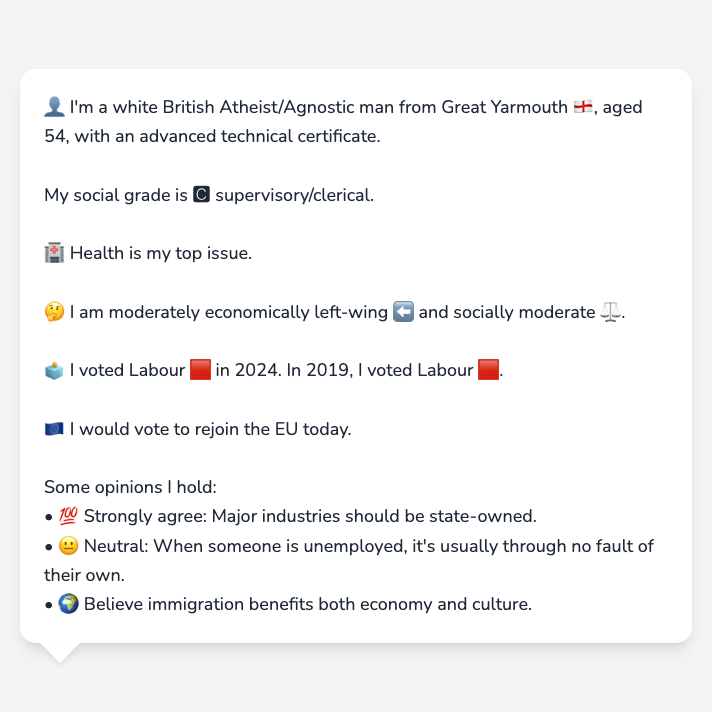 👤 I'm a white British Atheist/Agnostic man from Great Yarmouth 🏴󠁧󠁢󠁥󠁮󠁧󠁿, aged
54, with an advanced technical certificate.
My social grade is 🅲 supervisory/clerical.
🏥 Health is my top issue.
🤔 I am moderately economically left-wing ⬅️ and socially moderate ⚖️.
🗳️ I voted Labour 🟥 in 2024. In 2019, I voted Labour 🟥.
🇪🇺 I would vote to rejoin the EU today.
Some opinions I hold:
• 💯 Strongly agree: Major industries should be state-owned.
• 😐 Neutral: When someone is unemployed, it's usually through no fault of
their own.
• 🌍 Believe immigration benefits both economy and culture.